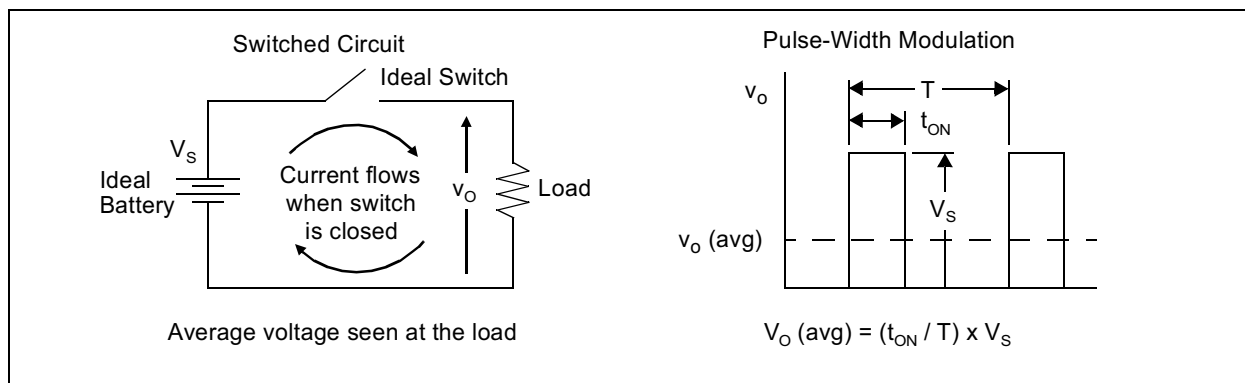 Switched Circuit
Ideal Switch
V_S
Ideal
Battery
Current flows
when switch
is closed
v_O
Load
Average voltage seen at the load
Pulse-Width Modulation
v_o
T
t_ON
V_S
v_o (avg)
V_O (avg) = (t_ON / T) x V_S